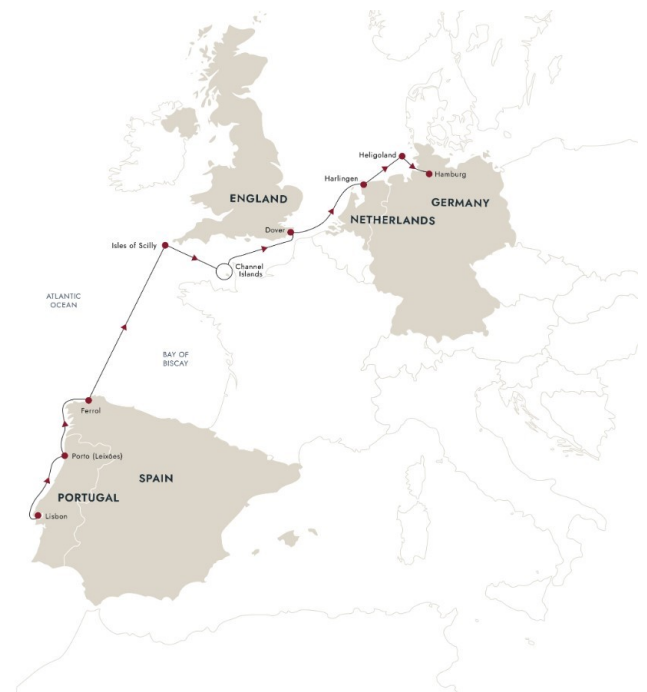 Heligoland
Hamburg
Harlingen
ENGLAND
GERMANY
NETHERLANDS
Dover
Isles of Scilly
Channel
Islands
ATLANTIC
OCEAN
BAY OF
BISCAY
Ferrol
Porto (Leixões)
SPAIN
PORTUGAL
Lisbon